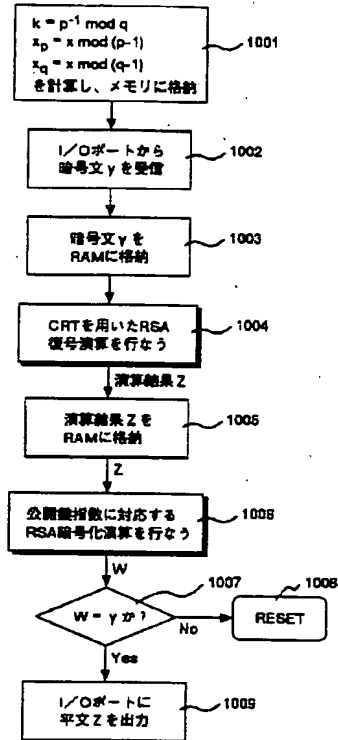 k = p⁻¹ mod q
xₚ = x mod (p-1)
x_q = x mod (q-1)
を計算し、メモリに格納
1001
I/Oポートから
暗号文 y を受信
1002
暗号文 y を
RAMに格納
1003
CRTを用いたRSA
復号演算を行なう
1004
演算結果 Z
演算結果 Z を
RAMに格納
1005
Z
公開鍵指数に対応する
RSA暗号化演算を行なう
1006
W
W = y か ?
1007
No
RESET
1008
Yes
I/Oポートに
平文 Z を出力
1009